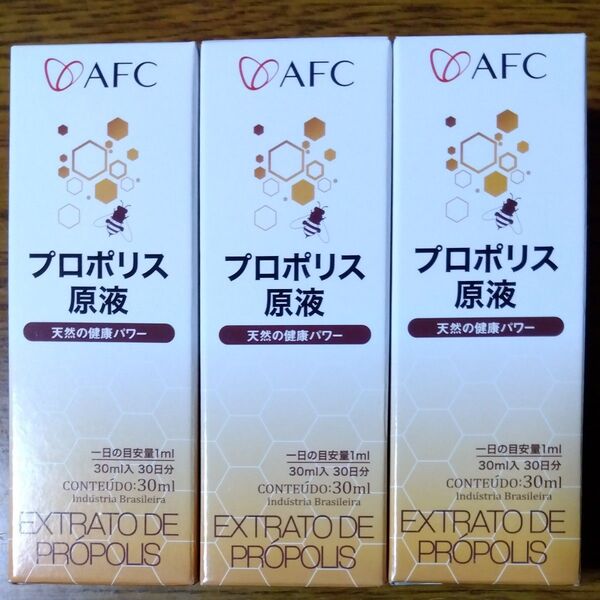 AFC
プロポリス
原液
天然の健康パワー
一日の目安量1ml
30ml入 30日分
CONTEÚDO:30ml
Indústria Brasileira
EXTRATO DE
PRÓPOLIS
AFC
プロポリス
原液
天然の健康パワー
一日の目安量1ml
30ml入 30日分
CONTEÚDO:30ml
Indústria Brasileira
EXTRATO DE
PRÓPOLIS
AFC
プロポリス
原液
天然の健康パワー
一日の目安量1ml
30ml入 30日分
CONTEÚDO:30ml
Indústria Brasileira
EXTRATO DE
PRÓPOLIS